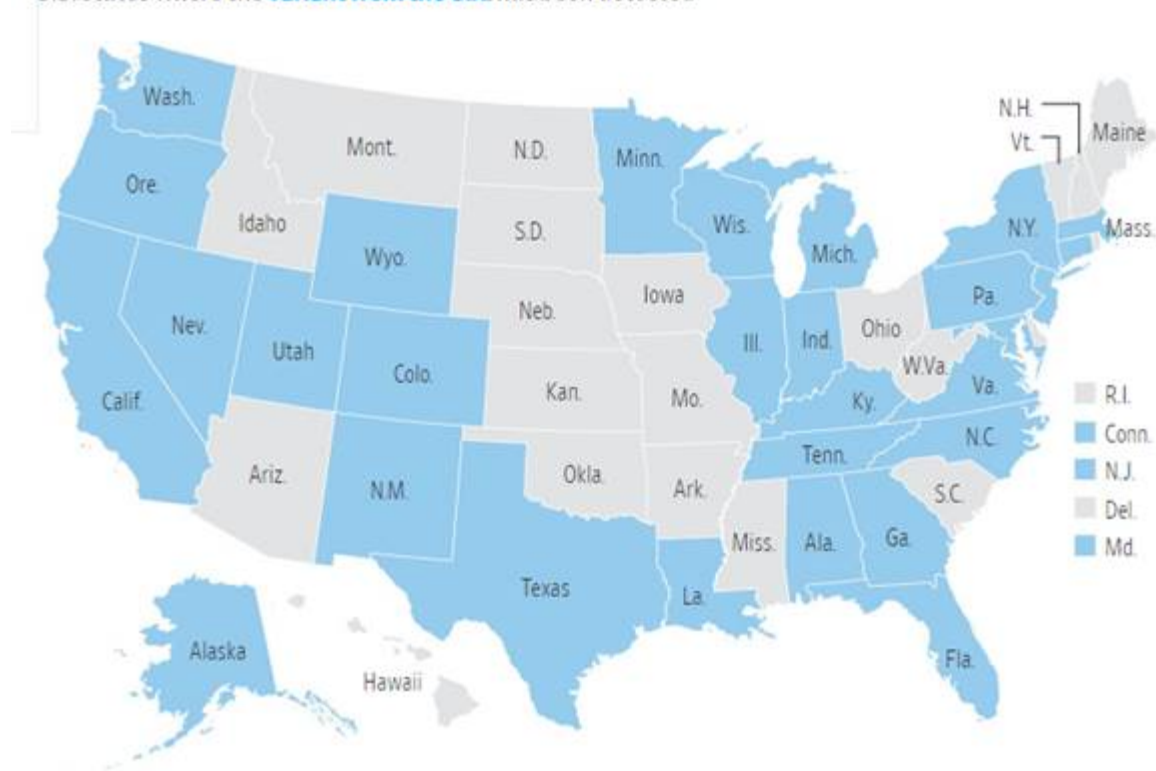 Wash.
Mont.
N.D.
Minn.
N.H.
Vt.
Maine
Ore.
Idaho
Wyo.
S.D.
Wis.
Mich.
N.Y.
Mass.
Nev.
Utah
Colo.
Neb.
Iowa
Ill.
Ind.
Ohio
Pa.
Calif.
Kan.
Mo.
Ky.
W.Va.
Va.
R.I.
Conn.
N.J.
Del.
Md.
Ariz.
N.M.
Okla.
Ark.
Tenn.
N.C.
S.C.
Texas
La.
Miss.
Ala.
Ga.
Alaska
Hawaii
Fla.